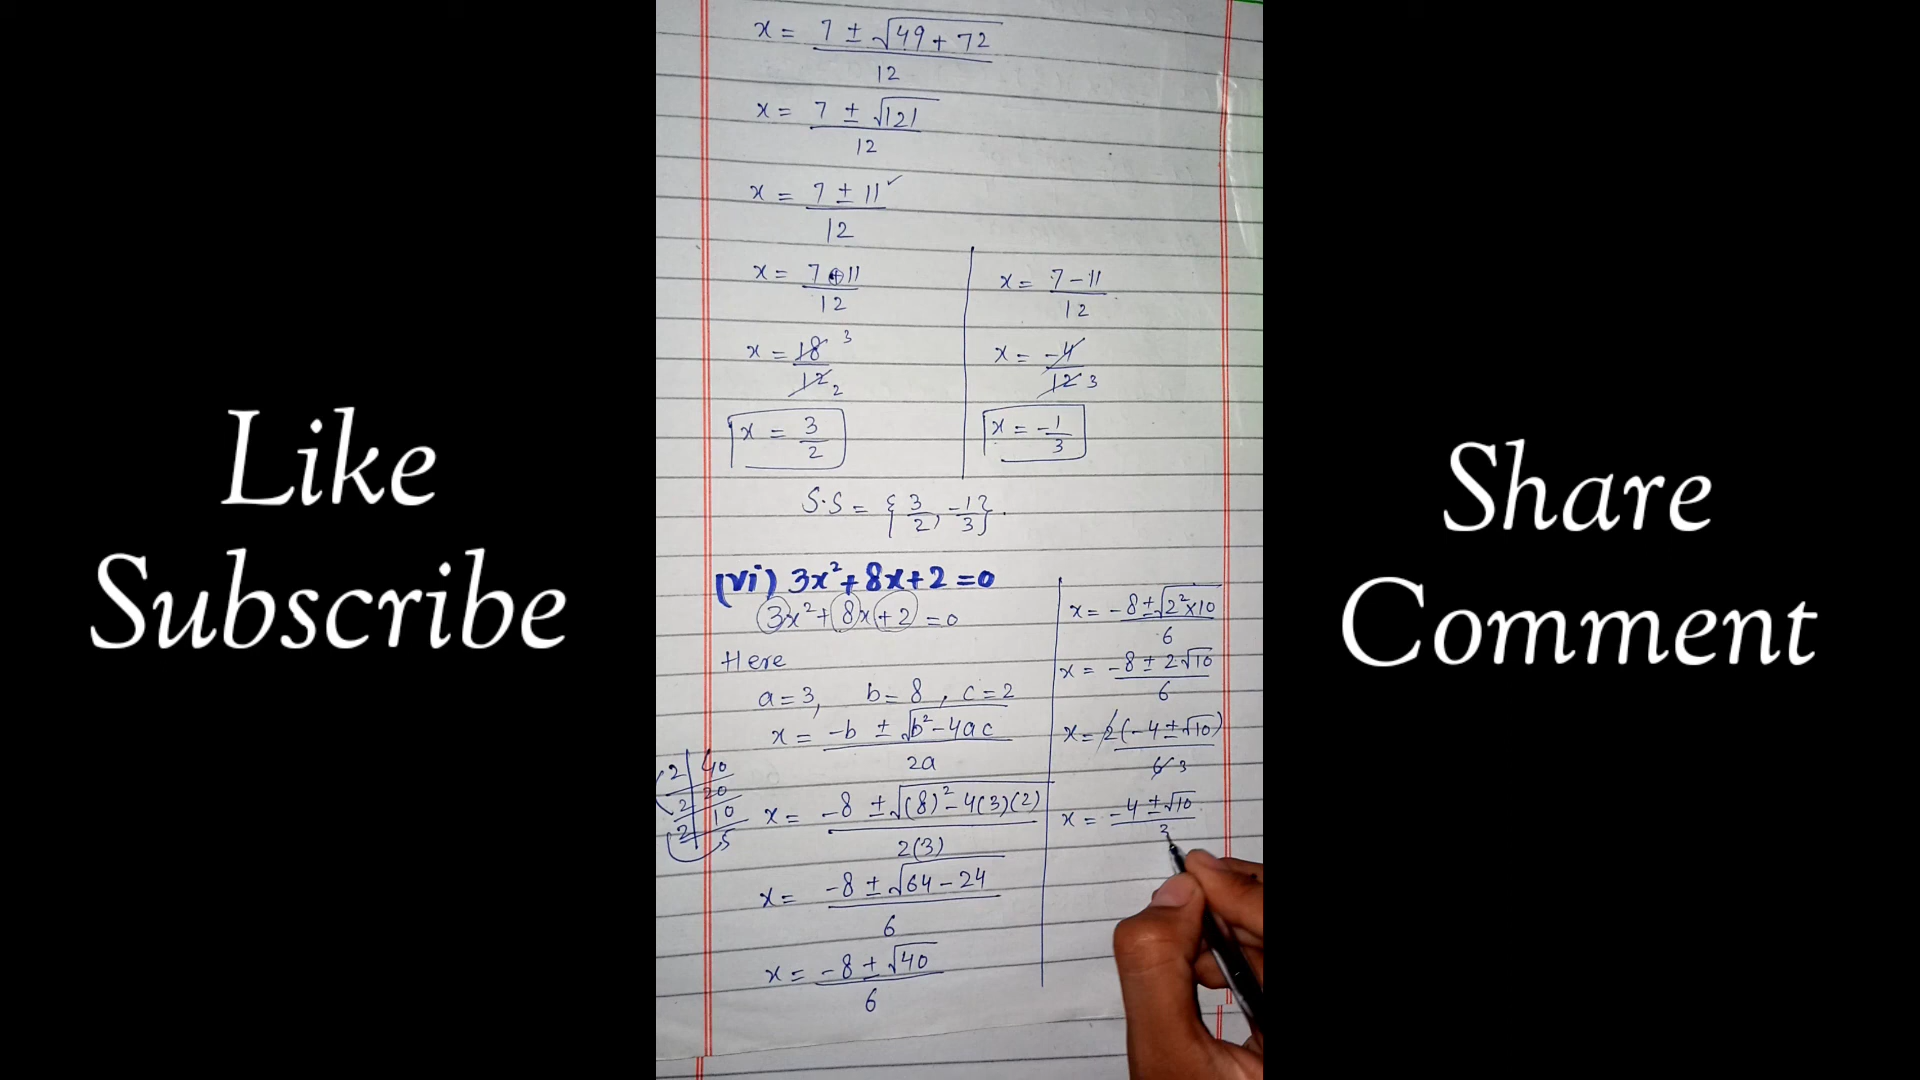 Like
Subscribe
x = 7 ± √49 + 72 / 12
x = 7 ± √121 / 12
x = 7 ± 11 ✓ / 12
x = 7 + 11 / 12
x = 18 3 / 12 2
x = 3 / 2
x = 7 - 11 / 12
x = -4 / 12 3
x = -1 / 3
S.S = {3/2, -1/3}.
(vi) 3x² + 8x + 2 = 0
3x² + 8x + 2 = 0
Here
a = 3, b = 8, c = 2
x = -b ± √b² - 4ac / 2a
2 | 40
2 | 20
2 | 10
5
x = -8 ± √(8)² - 4(3)(2) / 2(3)
x = -8 ± √64 - 24 / 6
x = -8 ± √40 / 6
x = -8 ± √2² × 10 / 6
x = -8 ± 2√10 / 6
x = 2(-4 ± √10) / 6 3
x = -4 ± √10 / 3
Share
Comment